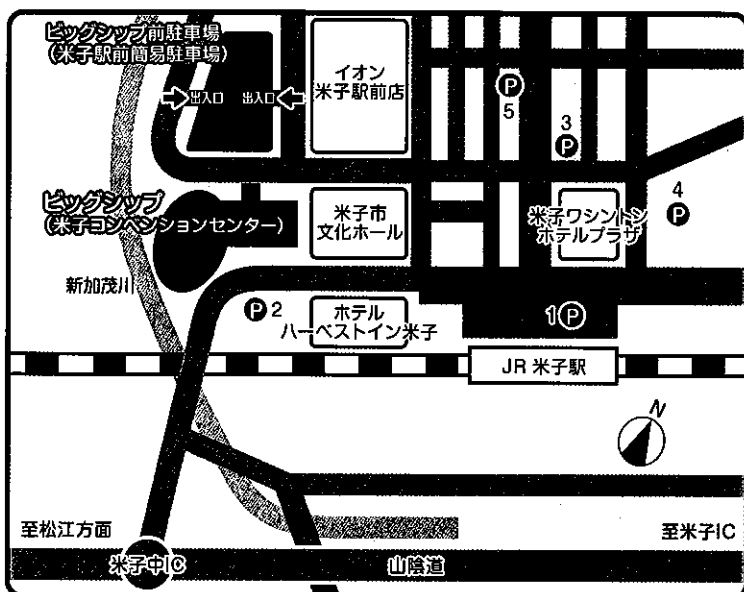 ビッグシップ前駐車場
(米子駅前簡易駐車場)
出入口
出入口
イオン
米子駅前店
P
5
3
P
4
P
ビッグシップ
(米子コンベンションセンター)
米子市
文化ホール
米子ワシントン
ホテルプラザ
新加茂川
P 2
ホテル
ハーベストイン米子
1 P
JR 米子駅
N
至松江方面
至米子IC
米子中IC
山陰道